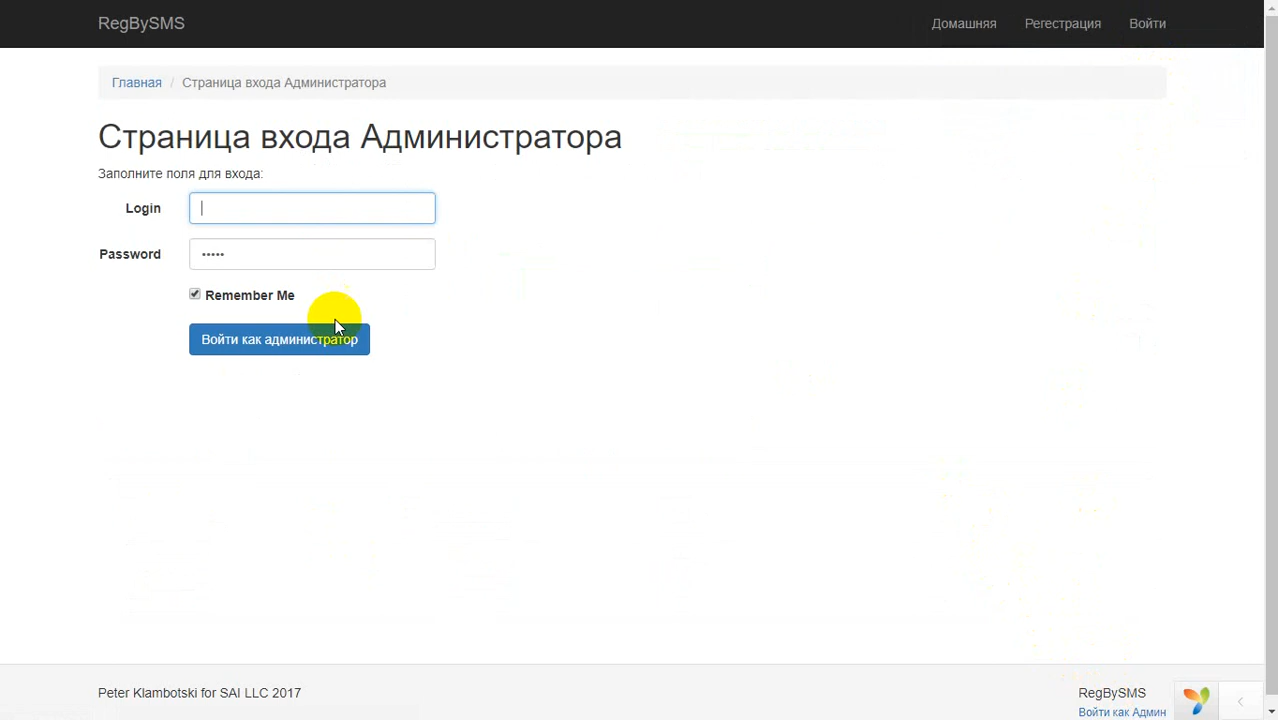 RegBySMS
Домашняя Регестрация Войти
Главная / Страница входа Администратора
Страница входа Администратора
Заполните поля для входа:
Login
Password •••••
Remember Me
Войти как администратор
Peter Klambotski for SAI LLC 2017
RegBySMS
Войти как Админ